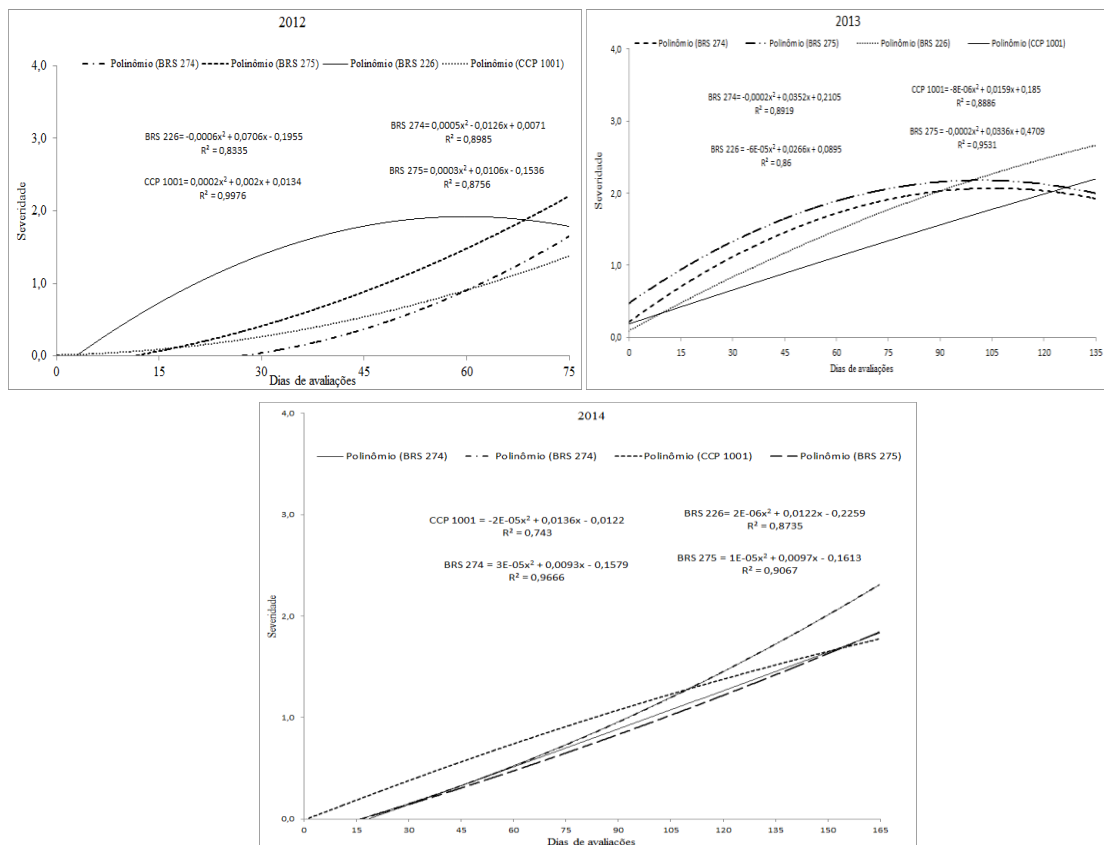 2012
4,0
Polinômio (BRS 274) Polinômio (BRS 275) Polinômio (BRS 226) Polinômio (CCP 1001)
3,0
BRS 226= -0,0006x² + 0,0706x - 0,1955
R² = 0,8335
BRS 274= 0,0005x² - 0,0126x + 0,0071
R² = 0,8985
CCP 1001= 0,0002x² + 0,002x + 0,0134
R² = 0,9976
BRS 275= 0,0003x² + 0,0106x - 0,1536
R² = 0,8756
Severidade
2,0
1,0
0,0
0 15 30 45 60 75
Dias de avaliações
2013
4,0
Polinômio (BRS 274) Polinômio (BRS 275) Polinômio (BRS 226) Polinômio (CCP 1001)
3,0
BRS 274= -0,0002x² + 0,0352x + 0,2105
R² = 0,8919
CCP 1001= -8E-06x² + 0,0159x + 0,185
R² = 0,8886
BRS 226 = -6E-05x² + 0,0266x + 0,0895
R² = 0,86
BRS 275= -0,0002x² + 0,0336x + 0,4709
R² = 0,9531
Severidade
2,0
1,0
0,0
0 15 30 45 60 75 90 105 120 135
Dias de avaliações
2014
4,0
Polinômio (BRS 274) Polinômio (BRS 274) Polinômio (CCP 1001) Polinômio (BRS 275)
3,0
CCP 1001 = -2E-05x² + 0,0136x - 0,0122
R² = 0,743
BRS 226= 2E-06x² + 0,0122x - 0,2259
R² = 0,8735
BRS 274 = 3E-05x² + 0,0093x - 0,1579
R² = 0,9666
BRS 275 = 1E-05x² + 0,0097x - 0,1613
R² = 0,9067
Severidade
2,0
1,0
0,0
0 15 30 45 60 75 90 105 120 135 150 165
Dias de avaliações